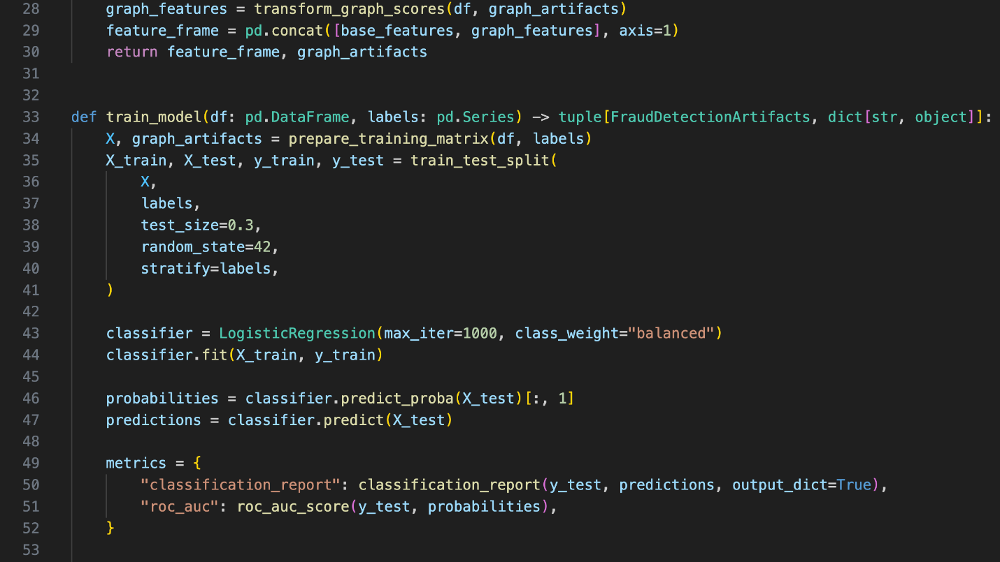 28 graph_features = transform_graph_scores(df, graph_artifacts)
29 feature_frame = pd.concat([base_features, graph_features], axis=1)
30 return feature_frame, graph_artifacts
31
32
33 def train_model(df: pd.DataFrame, labels: pd.Series) -> tuple[FraudDetectionArtifacts, dict[str, object]]:
34 X, graph_artifacts = prepare_training_matrix(df, labels)
35 X_train, X_test, y_train, y_test = train_test_split(
36 X,
37 labels,
38 test_size=0.3,
39 random_state=42,
40 stratify=labels,
41 )
42
43 classifier = LogisticRegression(max_iter=1000, class_weight="balanced")
44 classifier.fit(X_train, y_train)
45
46 probabilities = classifier.predict_proba(X_test)[:, 1]
47 predictions = classifier.predict(X_test)
48
49 metrics = {
50 "classification_report": classification_report(y_test, predictions, output_dict=True),
51 "roc_auc": roc_auc_score(y_test, probabilities),
52 }
53